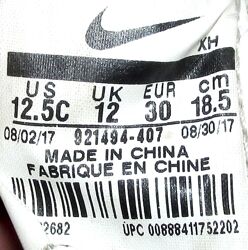 XH
US UK EUR cm
12.5C 12 30 18.5
08/02/17 921494-407 08/30/17
MADE IN CHINA
FABRIQUE EN CHINE
2682 UPC 00888411752202